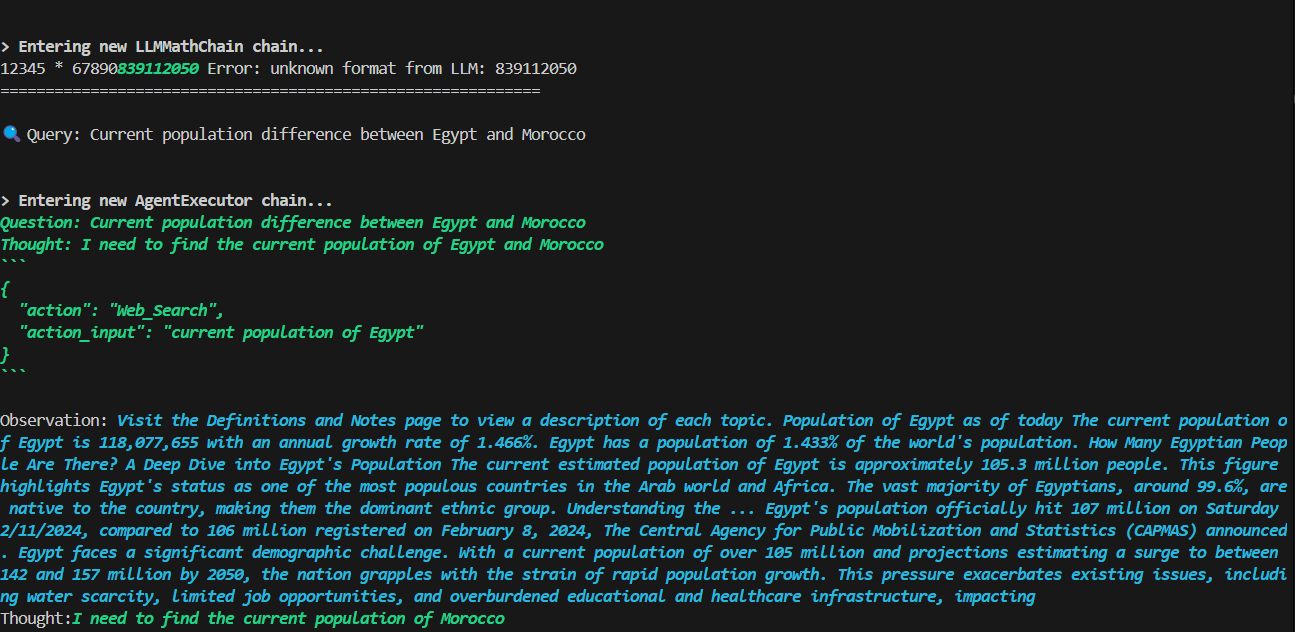 > Entering new LLMMathChain chain...
12345 * 67890839112050 Error: unknown format from LLM: 839112050
============================================================
🔍 Query: Current population difference between Egypt and Morocco
> Entering new AgentExecutor chain...
Question: Current population difference between Egypt and Morocco
Thought: I need to find the current population of Egypt and Morocco
```
{
  "action": "Web_Search",
  "action_input": "current population of Egypt"
}
```
Observation: Visit the Definitions and Notes page to view a description of each topic. Population of Egypt as of today The current population o
f Egypt is 118,077,655 with an annual growth rate of 1.466%. Egypt has a population of 1.433% of the world's population. How Many Egyptian Peop
le Are There? A Deep Dive into Egypt's Population The current estimated population of Egypt is approximately 105.3 million people. This figure
highlights Egypt's status as one of the most populous countries in the Arab world and Africa. The vast majority of Egyptians, around 99.6%, are
 native to the country, making them the dominant ethnic group. Understanding the ... Egypt's population officially hit 107 million on Saturday
2/11/2024, compared to 106 million registered on February 8, 2024, The Central Agency for Public Mobilization and Statistics (CAPMAS) announced
. Egypt faces a significant demographic challenge. With a current population of over 105 million and projections estimating a surge to between
142 and 157 million by 2050, the nation grapples with the strain of rapid population growth. This pressure exacerbates existing issues, includi
ng water scarcity, limited job opportunities, and overburdened educational and healthcare infrastructure, impacting
Thought:I need to find the current population of Morocco